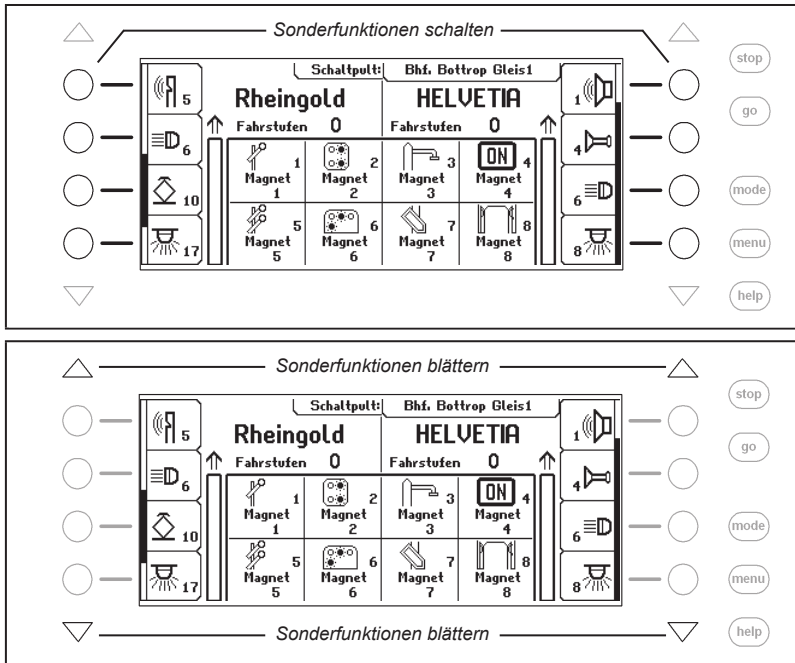 Sonderfunktionen schalten
stop
go
mode
menu
help
Schaltpult: Bhf. Bottrop Gleis1
Rheingold HELVETIA
Fahrstufen 0 Fahrstufen 0
5 1
6 4
10 6
17 8
1 2 3 ON 4
Magnet Magnet Magnet Magnet
1 2 3 4
5 6 7 8
Magnet Magnet Magnet Magnet
5 6 7 8
Sonderfunktionen blättern
stop
go
mode
menu
help
Schaltpult: Bhf. Bottrop Gleis1
Rheingold HELVETIA
Fahrstufen 0 Fahrstufen 0
5 1
6 4
10 6
17 8
1 2 3 ON 4
Magnet Magnet Magnet Magnet
1 2 3 4
5 6 7 8
Magnet Magnet Magnet Magnet
5 6 7 8
Sonderfunktionen blättern